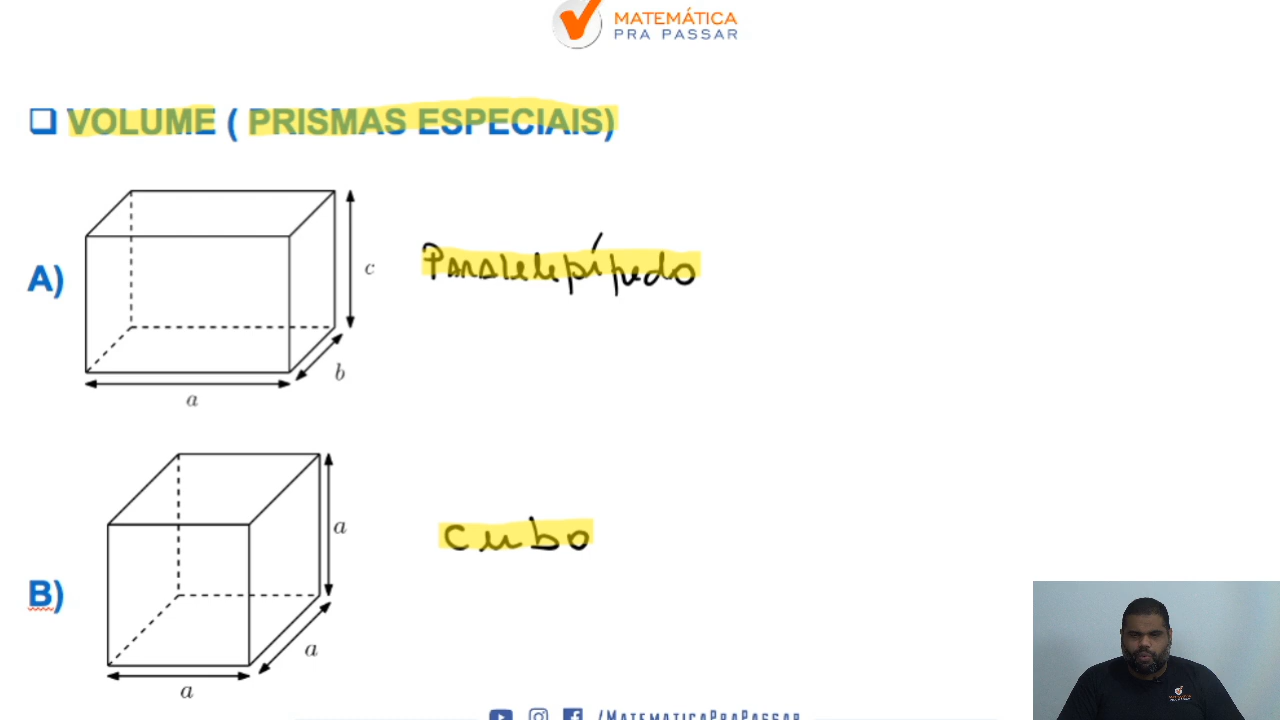 MATEMÁTICA
PRA PASSAR
VOLUME ( PRISMAS ESPECIAIS)
c
Paralelepípedo
A)
b
a
a
cubo
B)
a
a
/MATEMATICAPRAPASSAR